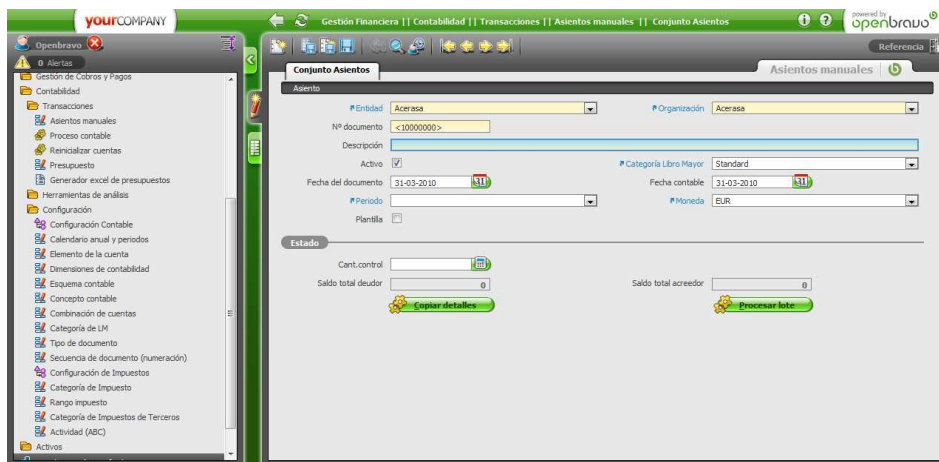 yourCOMPANY
Gestión Financiera || Contabilidad || Transacciones || Asientos manuales || Conjunto Asientos
powered by
openbravo
Openbravo
0 Alertas
Referencia
Gestión de Cobros y Pagos
Contabilidad
Transacciones
Asientos manuales
Proceso contable
Reinicializar cuentas
Presupuesto
Generador excel de presupuestos
Herramientas de análisis
Configuración
Configuración Contable
Calendario anual y periodos
Elemento de la cuenta
Dimensiones de contabilidad
Esquema contable
Concepto contable
Combinación de cuentas
Categoría de LM
Tipo de documento
Secuencia de documento (numeración)
Configuración de Impuestos
Categoría de Impuesto
Rango impuesto
Categoría de Impuestos de Terceros
Actividad (ABC)
Activos
Conjunto Asientos
Asientos manuales
Asiento
Entidad Acerasa Organización Acerasa
Nº documento <10000000>
Descripción
Activo Categoría Libro Mayor Standard
Fecha del documento 31-03-2010 31 Fecha contable 31-03-2010 31
Periodo Moneda EUR
Plantilla
Estado
Cant.control
Saldo total deudor 0 Saldo total acreedor 0
Copiar detalles Procesar lote